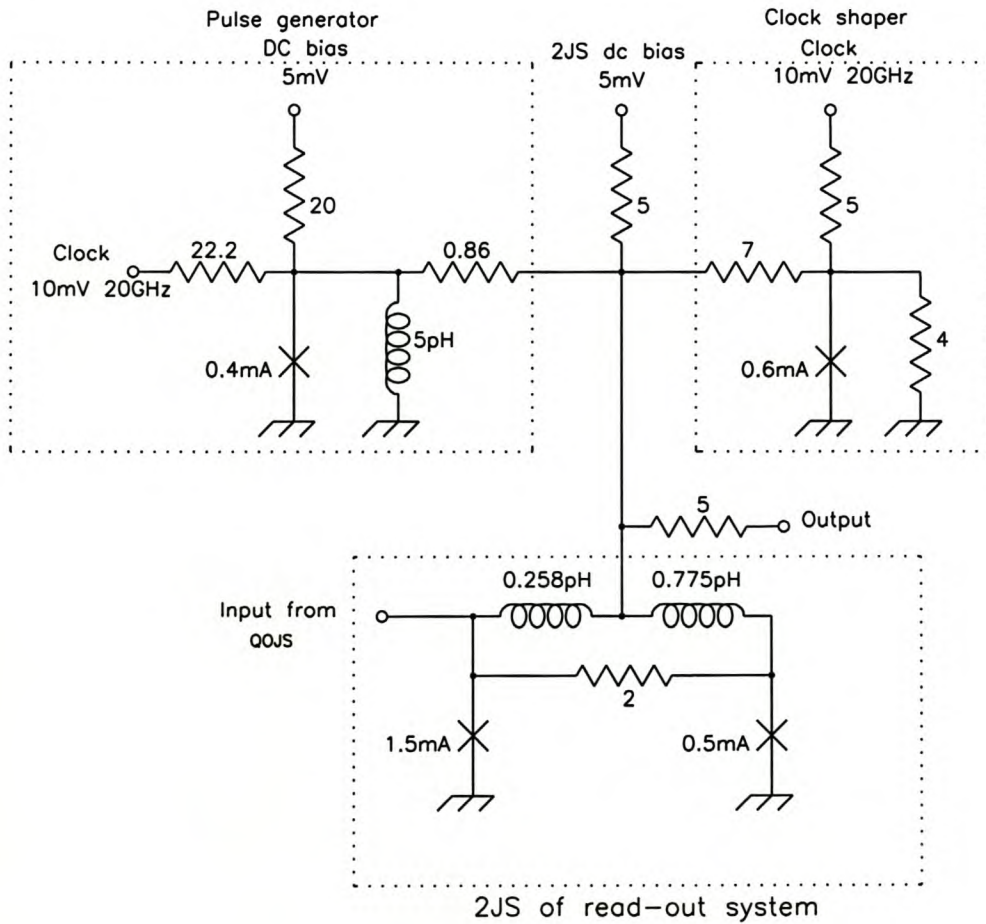 Pulse generator
DC bias
5mV
2JS dc bias
5mV
Clock shaper
Clock
10mV 20GHz
20
5
5
Clock
10mV 20GHz
22.2
0.86
7
5pH
4
0.4mA
0.6mA
5
Output
0.258pH
0.775pH
Input from
QOJS
2
1.5mA
0.5mA
2JS of read-out system